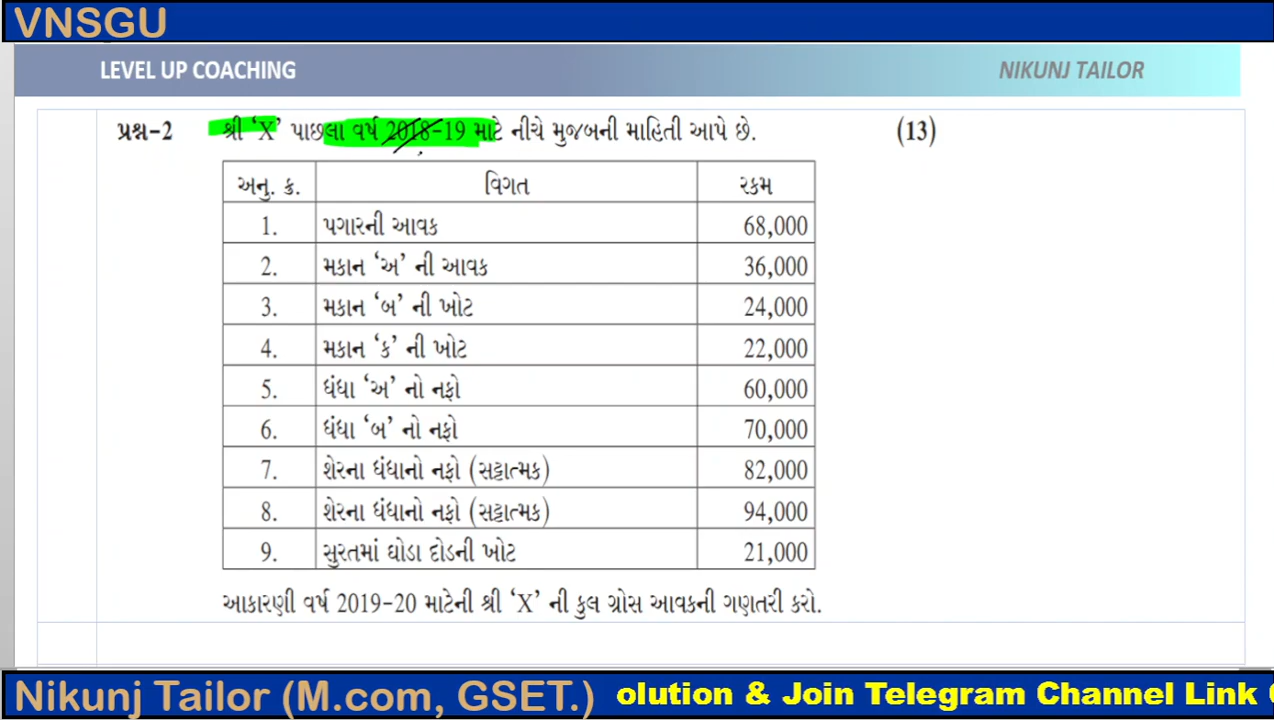 VNSGU
LEVEL UP COACHING NIKUNJ TAILOR
પ્રશ્ન-2 શ્રી ‘X’ પાછલા વર્ષ 2018-19 માટે નીચે મુજબની માહિતી આપે છે. (13)
અનુ. ક્ર. વિગત રકમ
1. પગારની આવક 68,000
2. મકાન ‘અ’ ની આવક 36,000
3. મકાન ‘બ’ ની ખોટ 24,000
4. મકાન ‘ક’ ની ખોટ 22,000
5. ધંધા ‘અ’ નો નફો 60,000
6. ધંધા ‘બ’ નો નફો 70,000
7. શેરના ધંધાનો નફો (સટ્ટાત્મક) 82,000
8. શેરના ધંધાનો નફો (સટ્ટાત્મક) 94,000
9. સુરતમાં ઘોડા દોડની ખોટ 21,000
આકારણી વર્ષ 2019-20 માટેની શ્રી ‘X’ ની કુલ ગ્રોસ આવકની ગણતરી કરો.
Nikunj Tailor (M.com, GSET.) olution & Join Telegram Channel Link